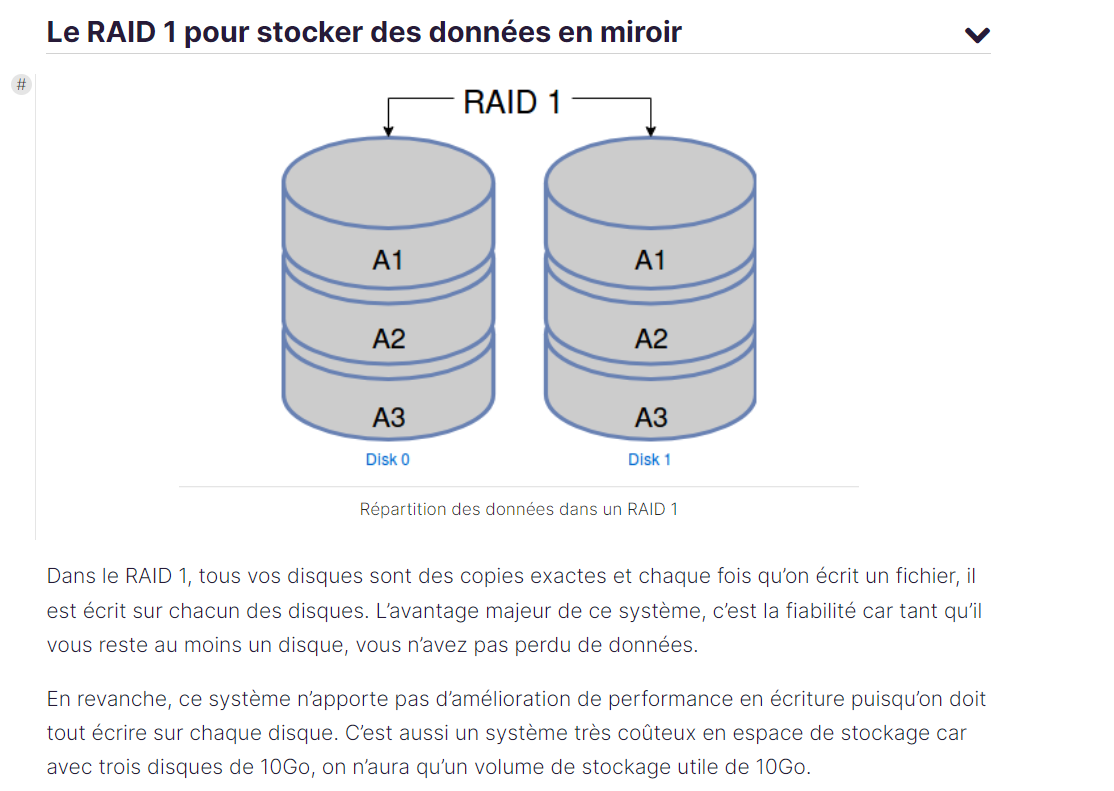 Le RAID 1 pour stocker des données en miroir
#
RAID 1
A1
A1
A2
A2
A3
A3
Disk 0
Disk 1
Répartition des données dans un RAID 1
Dans le RAID 1, tous vos disques sont des copies exactes et chaque fois qu’on écrit un fichier, il
est écrit sur chacun des disques. L’avantage majeur de ce système, c’est la fiabilité car tant qu’il
vous reste au moins un disque, vous n’avez pas perdu de données.
En revanche, ce système n’apporte pas d’amélioration de performance en écriture puisqu’on doit
tout écrire sur chaque disque. C’est aussi un système très coûteux en espace de stockage car
avec trois disques de 10Go, on n’aura qu’un volume de stockage utile de 10Go.